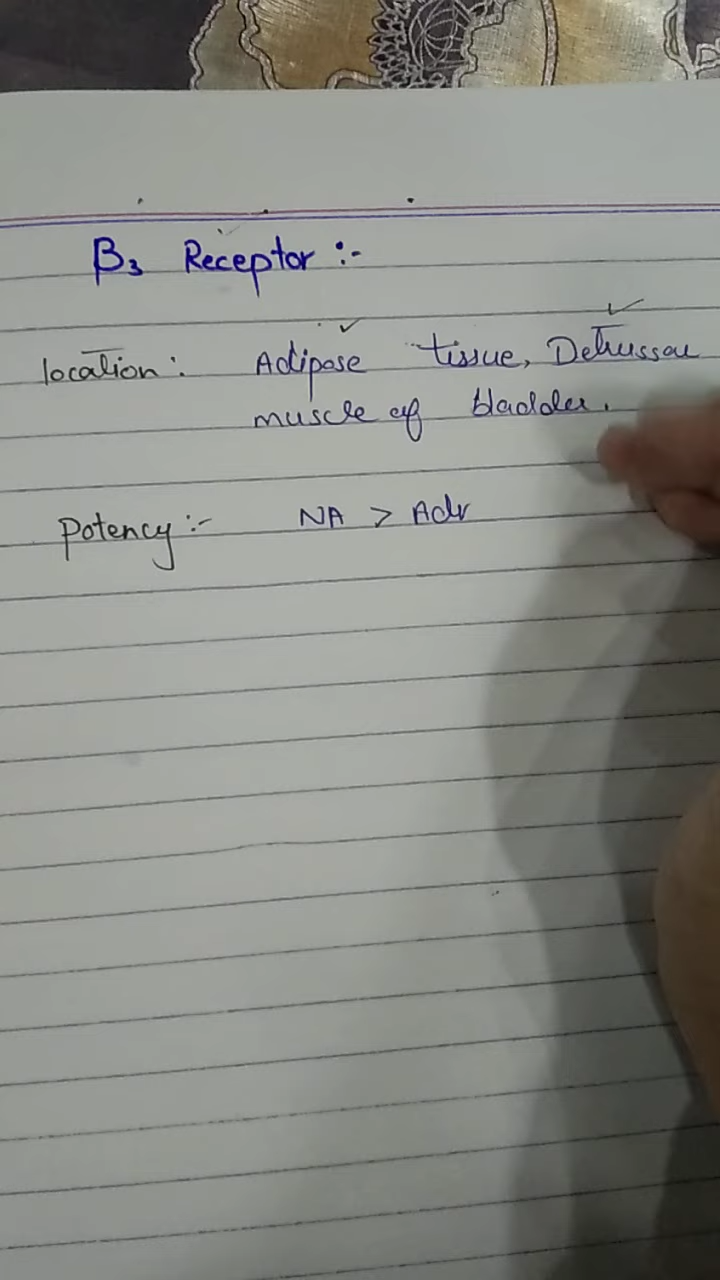 β3 Receptor :-
location : Adipose tissue, Detrussor
muscle of bladder.
Potency :- NA > Adr